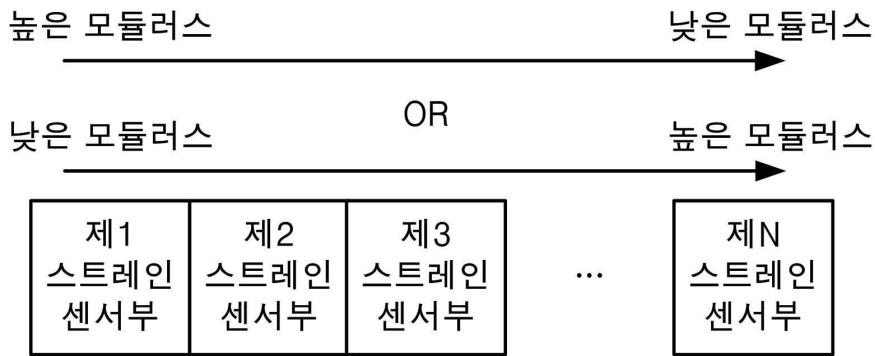 높은 모듈러스 낮은 모듈러스
OR
낮은 모듈러스 높은 모듈러스
제1 제2 제3 제N
스트레인 스트레인 스트레인 ... 스트레인
센서부 센서부 센서부 센서부